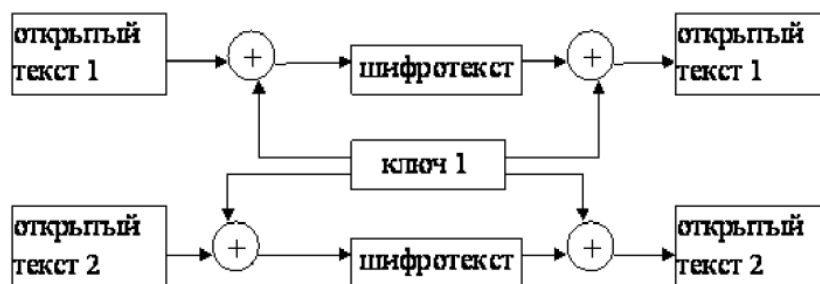 открытый
текст 1
+
шифротекст
+
открытый
текст 1
ключ 1
открытый
текст 2
+
шифротекст
+
открытый
текст 2